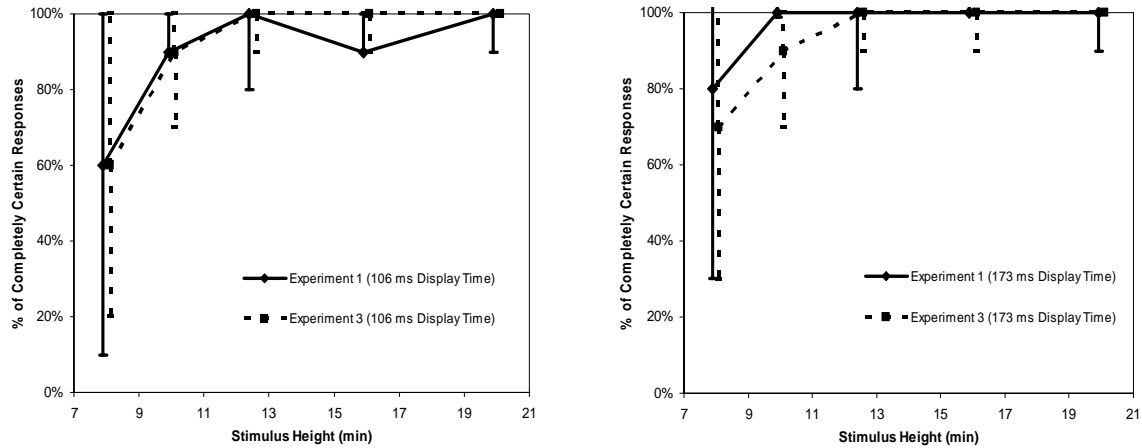 % of Completely Certain Responses
100%
80%
60%
40%
20%
0%
Experiment 1 (106 ms Display Time)
Experiment 3 (106 ms Display Time)
7 9 11 13 15 17 19 21
Stimulus Height (min)
% of Completely Certain Responses
100%
80%
60%
40%
20%
0%
Experiment 1 (173 ms Display Time)
Experiment 3 (173 ms Display Time)
7 9 11 13 15 17 19 21
Stimulus Height (min)